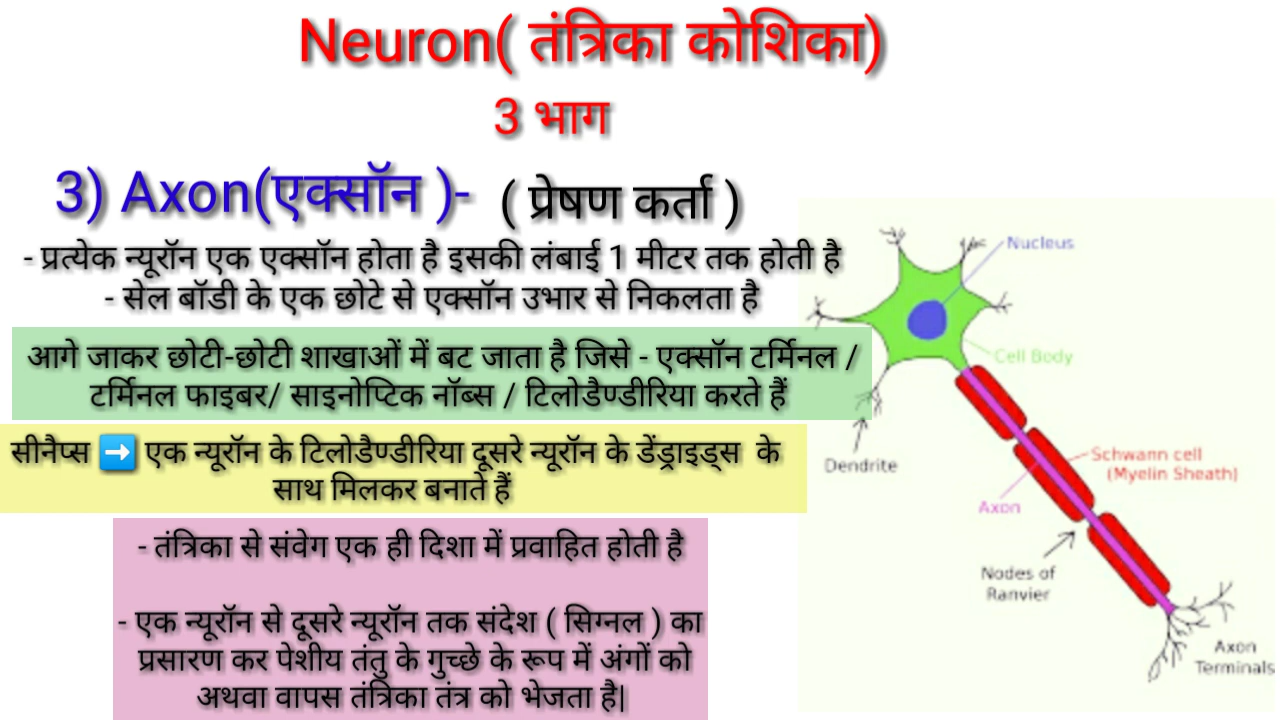 Neuron( तंत्रिका कोशिका)
3 भाग
3) Axon(एक्सॉन )- ( प्रेषण कर्ता )
- प्रत्येक न्यूरॉन एक एक्सॉन होता है इसकी लंबाई 1 मीटर तक होती है
- सेल बॉडी के एक छोटे से एक्सॉन उभार से निकलता है
आगे जाकर छोटी-छोटी शाखाओं में बट जाता है जिसे - एक्सॉन टर्मिनल /
टर्मिनल फाइबर/ साइनोप्टिक नॉब्स / टिलोडैण्डीरिया करते हैं
सीनैप्स ➡ एक न्यूरॉन के टिलोडैण्डीरिया दूसरे न्यूरॉन के डेंड्राइड्स के
साथ मिलकर बनाते हैं
- तंत्रिका से संवेग एक ही दिशा में प्रवाहित होती है
- एक न्यूरॉन से दूसरे न्यूरॉन तक संदेश ( सिग्नल ) का
प्रसारण कर पेशीय तंतु के गुच्छे के रूप में अंगों को
अथवा वापस तंत्रिका तंत्र को भेजता है|
Nucleus
Cell Body
Dendrite
Schwann cell
(Myelin Sheath)
Axon
Nodes of
Ranvier
Axon
Terminals